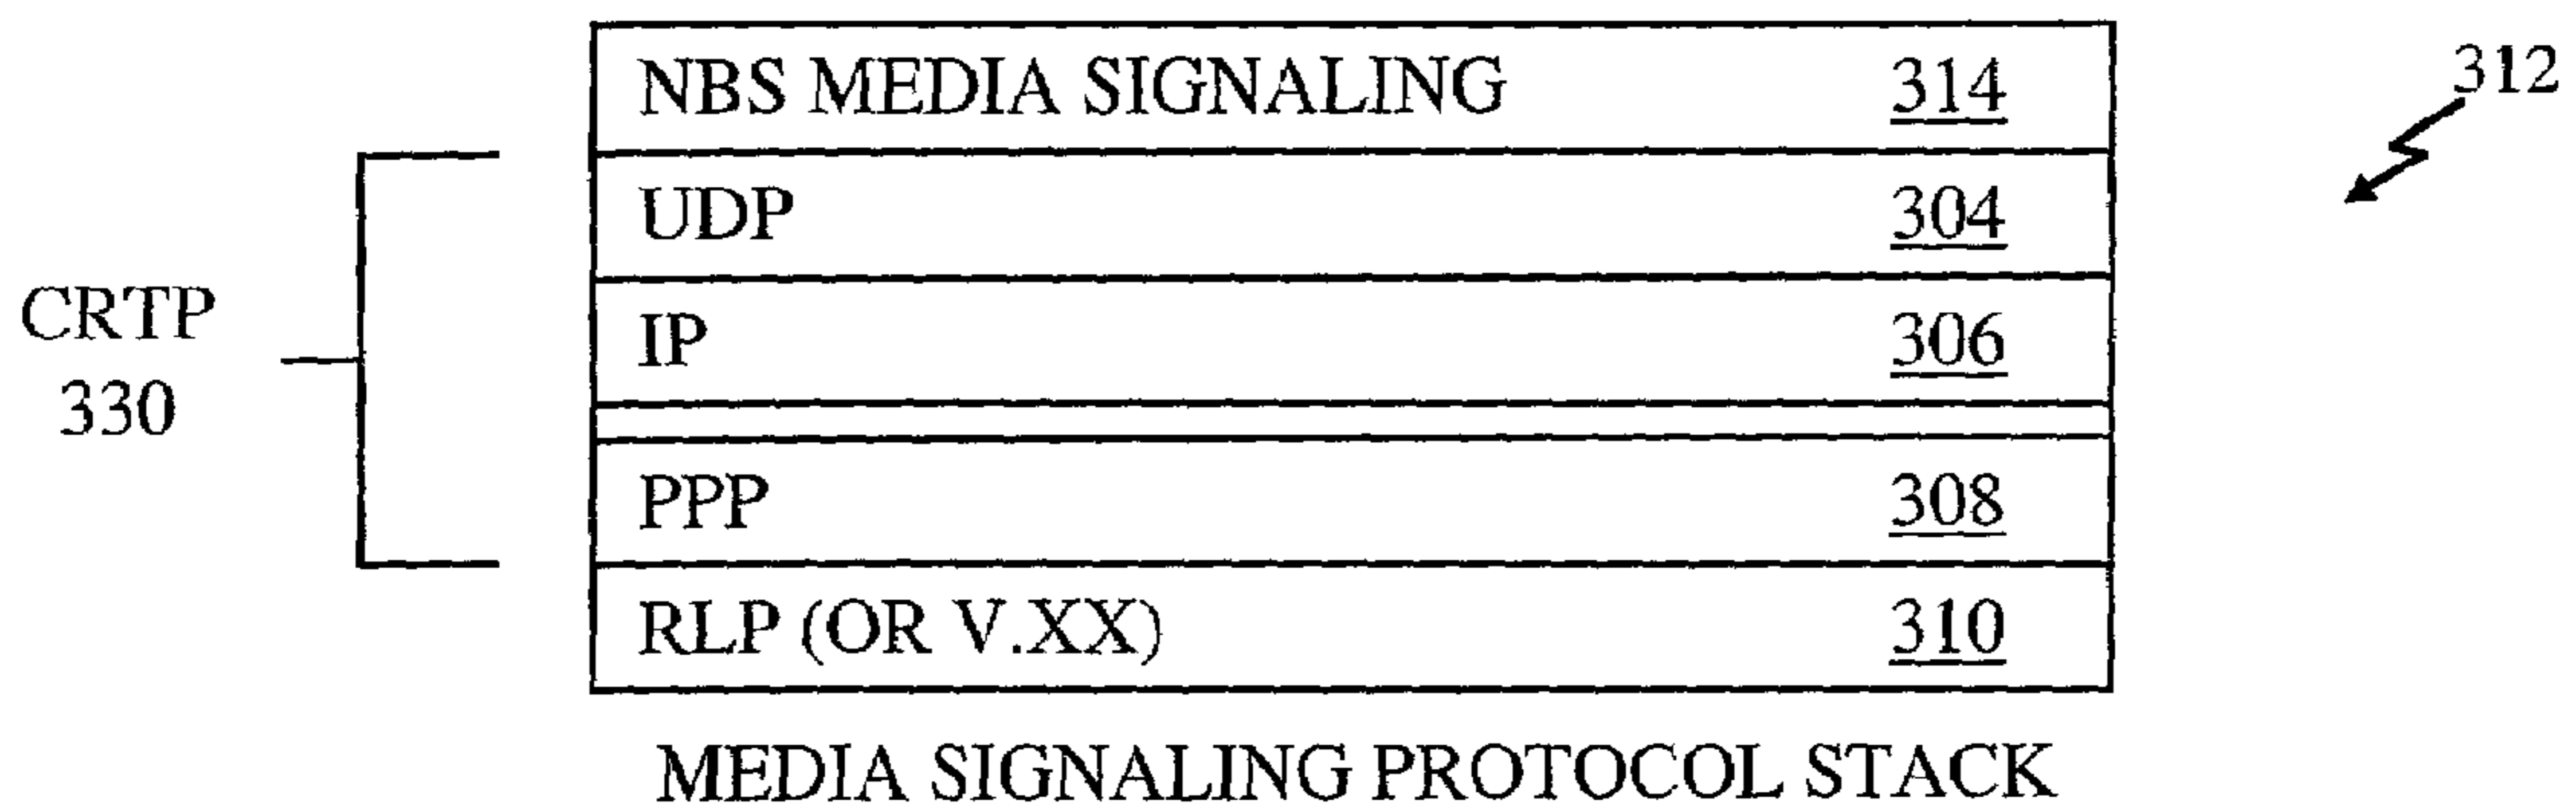 NBS MEDIA SIGNALING 314
312
UDP 304
CRTP
330
IP 306
PPP 308
RLP (OR V.XX) 310
MEDIA SIGNALING PROTOCOL STACK